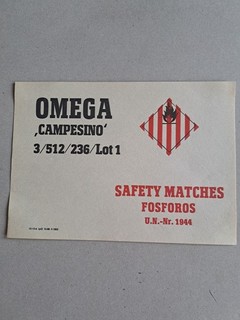 OMEGA
‚CAMPESINO‘
3/512/236/Lot 1
SAFETY MATCHES
FOSFOROS
U.N.-Nr. 1944